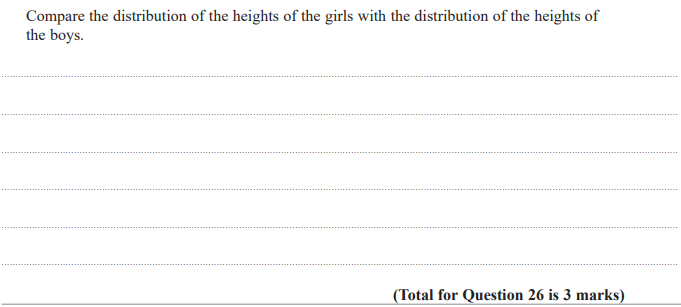 Compare the distribution of the heights of the girls with the distribution of the heights of
the boys.
(Total for Question 26 is 3 marks)